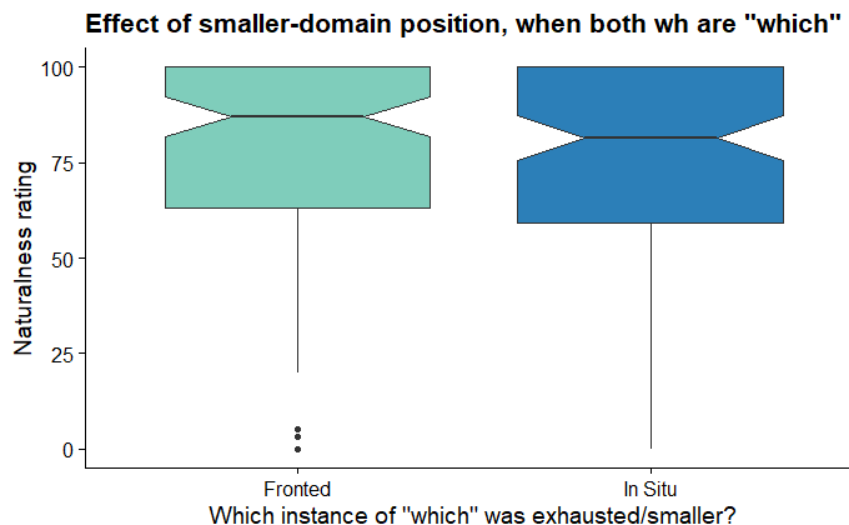 Effect of smaller-domain position, when both wh are "which"
Naturalness rating
100
75
50
25
0
Fronted
In Situ
Which instance of "which" was exhausted/smaller?